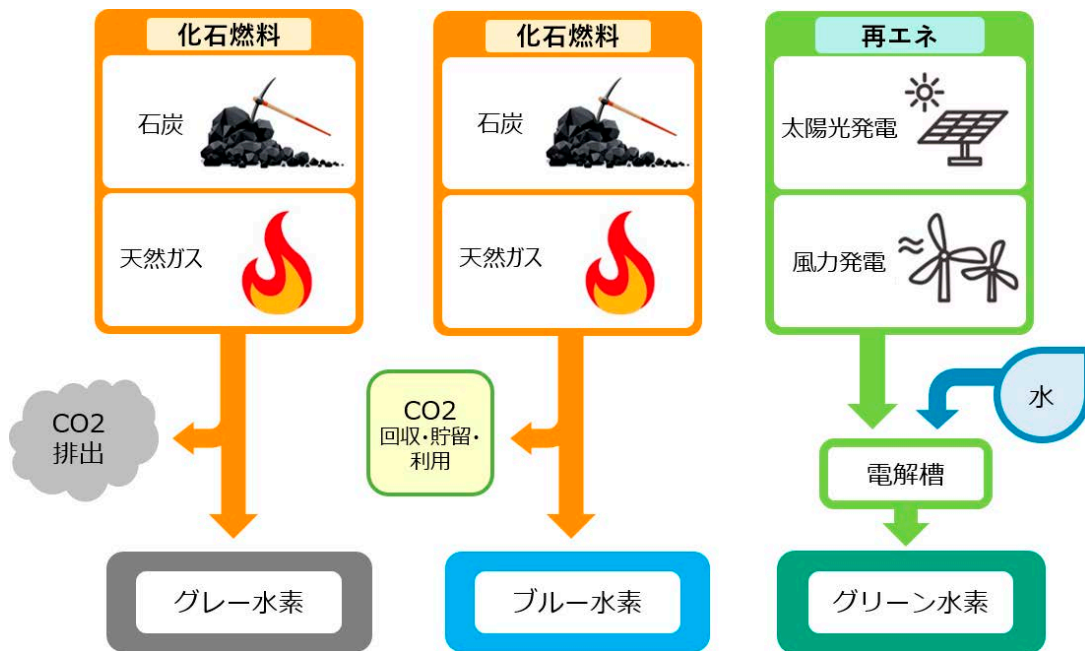 化石燃料
石炭
天然ガス
CO2
排出
グレー水素
化石燃料
石炭
天然ガス
CO2
回収・貯留・
利用
ブルー水素
再エネ
太陽光発電
風力発電
水
電解槽
グリーン水素